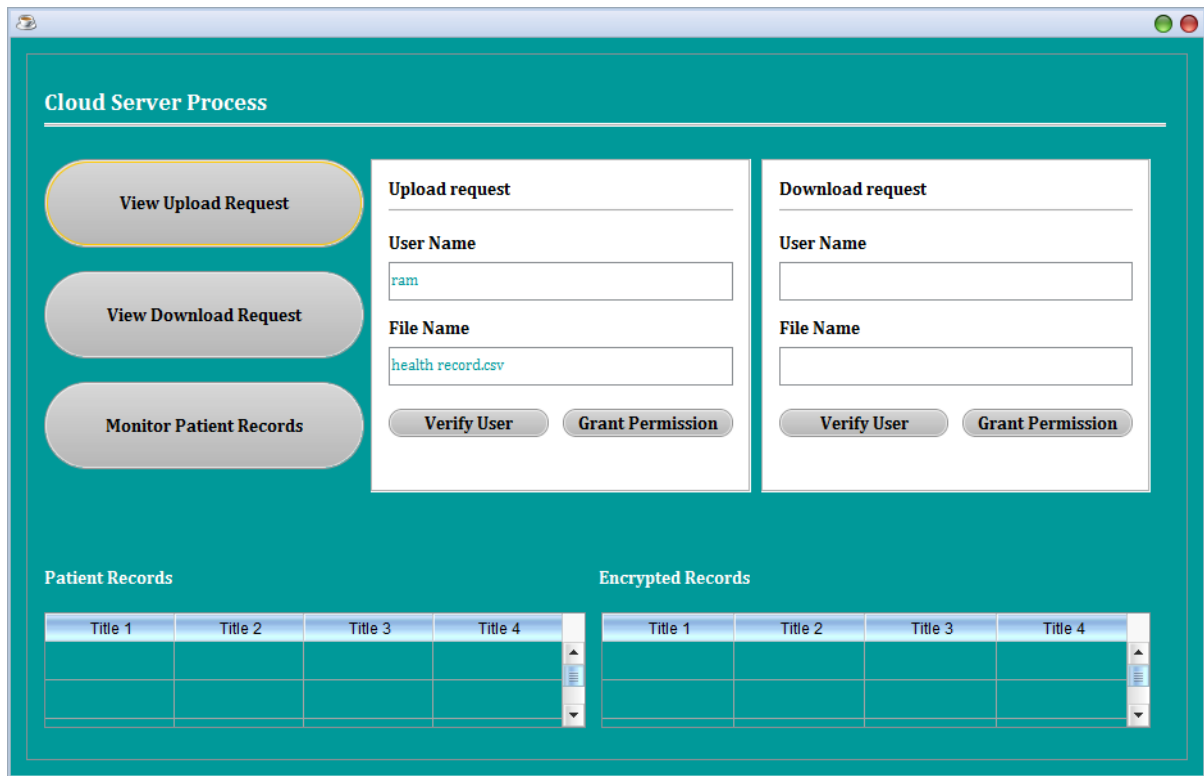 Cloud Server Process
View Upload Request
View Download Request
Monitor Patient Records
Upload request
User Name
ram
File Name
health record.csv
Verify User Grant Permission
Download request
User Name
File Name
Verify User Grant Permission
Patient Records
Title 1 Title 2 Title 3 Title 4
Encrypted Records
Title 1 Title 2 Title 3 Title 4